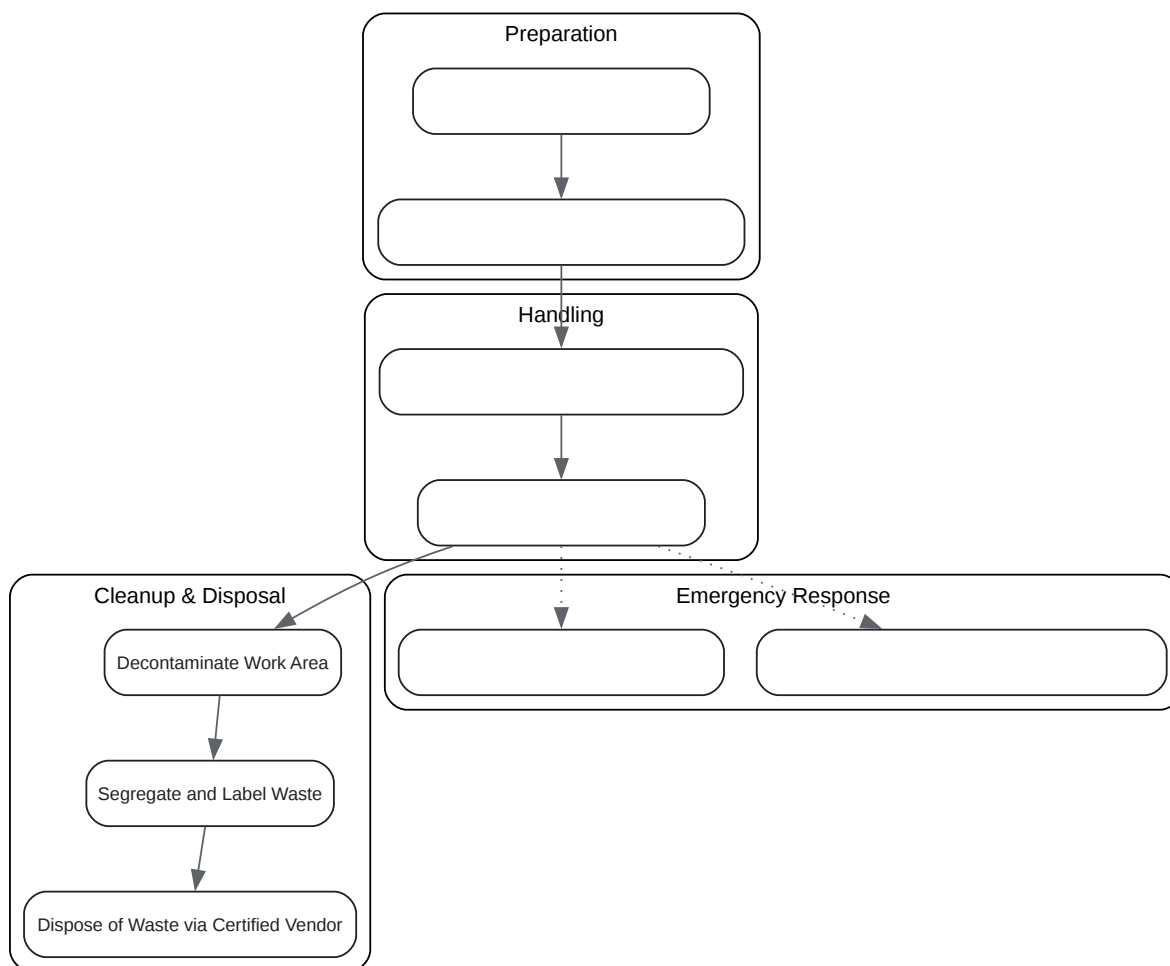 Preparation
Handling
Cleanup & Disposal
Emergency Response
Decontaminate Work Area
Segregate and Label Waste
Dispose of Waste via Certified Vendor